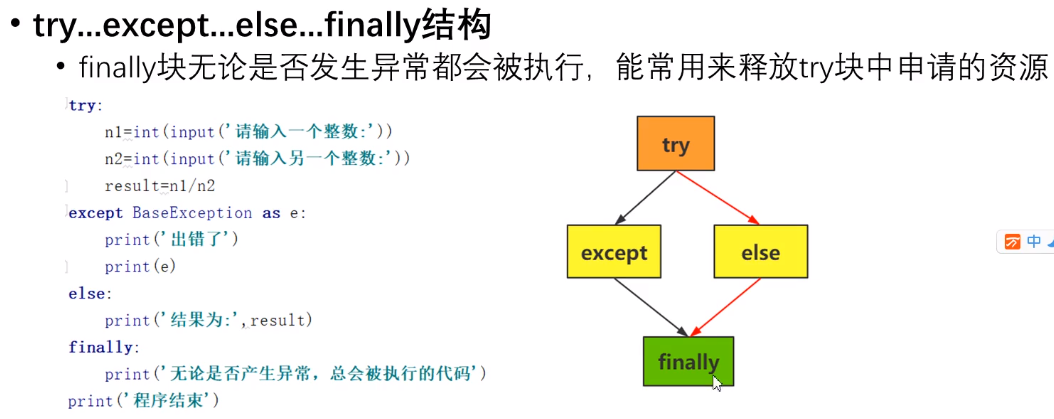 • try...except...else...finally结构
• finally块无论是否发生异常都会被执行，能常用来释放try块中申请的资源
try:
    n1=int(input('请输入一个整数:'))
    n2=int(input('请输入另一个整数:'))
    result=n1/n2
except BaseException as e:
    print('出错了')
    print(e)
else:
    print('结果为:',result)
finally:
    print('无论是否产生异常，总会被执行的代码')
print('程序结束')
try
except
else
finally
中